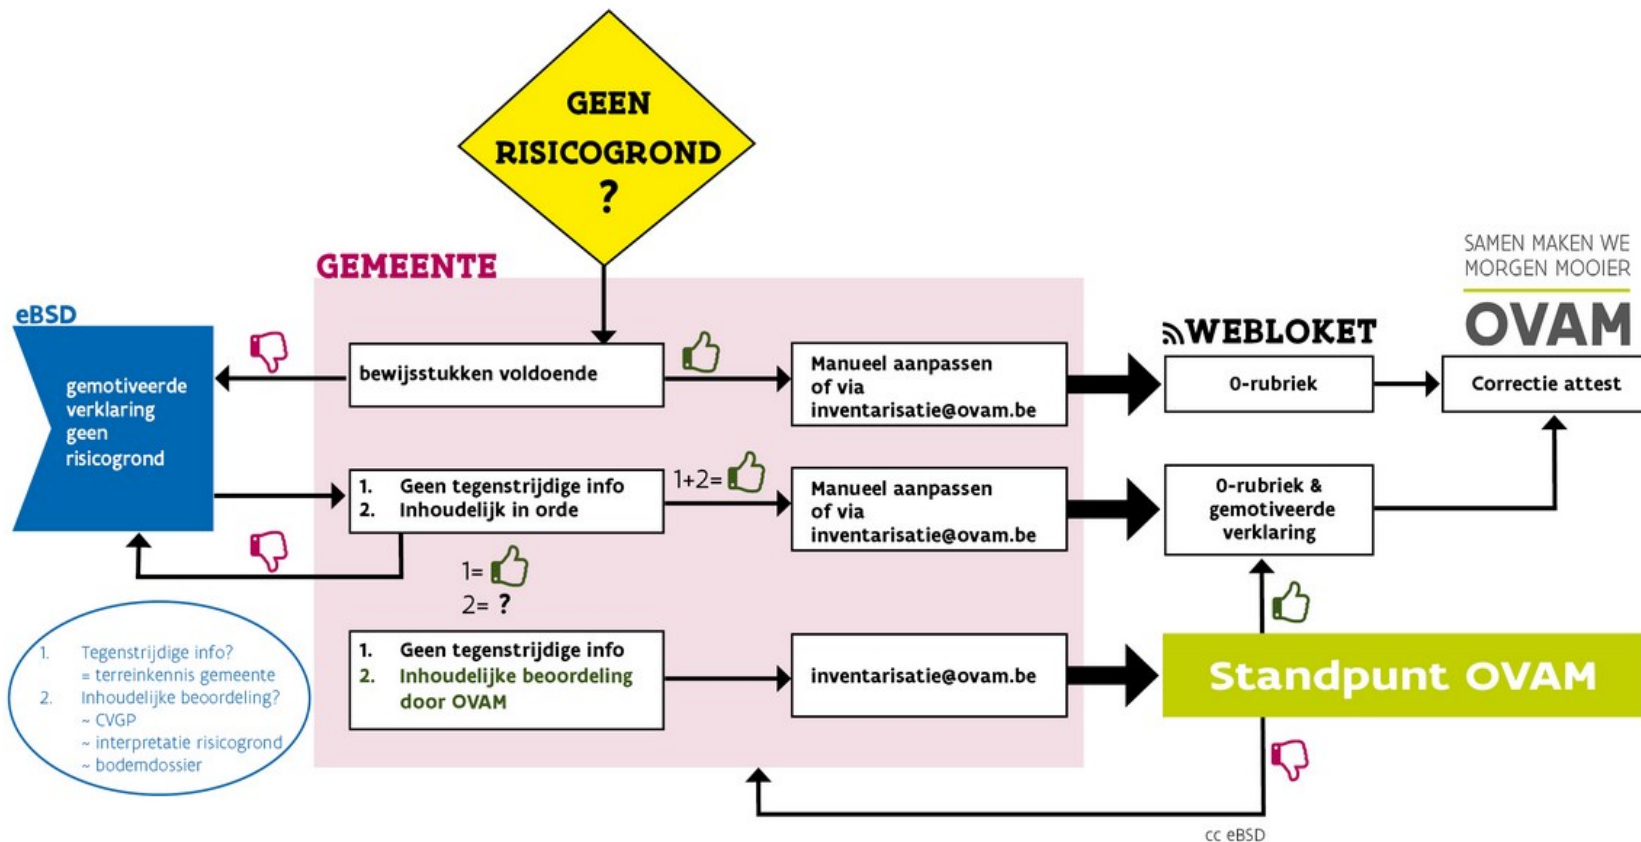 GEEN
RISICOGROND
?
GEMEENTE
eBSD
gemotiveerde
verklaring
geen
risicogrond
bewijsstukken voldoende
Manueel aanpassen
of via
inventarisatie@ovam.be
WEBLOKET
0-rubriek
SAMEN MAKEN WE
MORGEN MOOIER
OVAM
Correctie attest
1. Geen tegenstrijdige info
2. Inhoudelijk in orde
1+2=
Manueel aanpassen
of via
inventarisatie@ovam.be
0-rubriek &
gemotiveerde
verklaring
1=
2= ?
1. Geen tegenstrijdige info
2. Inhoudelijke beoordeling
door OVAM
inventarisatie@ovam.be
Standpunt OVAM
1. Tegenstrijdige info?
= terreinkennis gemeente
2. Inhoudelijke beoordeling?
~ CVGP
~ interpretatie risicogrond
~ bodemdossier
cc eBSD